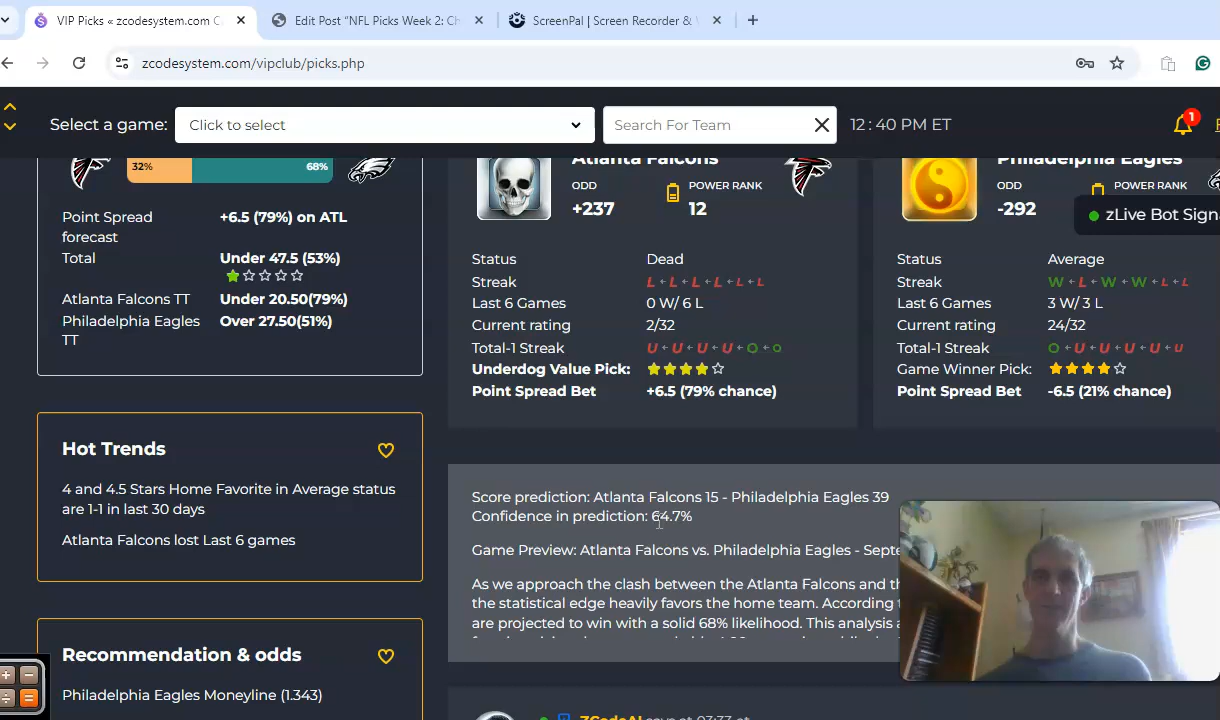 VIP Picks « zcodesystem.com C
Edit Post “NFL Picks Week 2: Ch
ScreenPal | Screen Recorder &
zcodesystem.com/vipclub/picks.php
Select a game:
Click to select
Search For Team
12 : 40 PM ET
1
32%
68%
Point Spread forecast
+6.5 (79%) on ATL
Total
Under 47.5 (53%)
Atlanta Falcons TT
Under 20.50(79%)
Philadelphia Eagles TT
Over 27.50(51%)
Hot Trends
4 and 4.5 Stars Home Favorite in Average status
are 1-1 in last 30 days
Atlanta Falcons lost Last 6 games
Recommendation & odds
Philadelphia Eagles Moneyline (1.343)
Atlanta Falcons
ODD
+237
POWER RANK
12
Status
Dead
Streak
L L L L L L
Last 6 Games
0 W/ 6 L
Current rating
2/32
Total-1 Streak
U U U U O O
Underdog Value Pick:
Point Spread Bet
+6.5 (79% chance)
Philadelphia Eagles
ODD
-292
POWER RANK
zLive Bot Signa
Status
Average
Streak
W L W W L L
Last 6 Games
3 W/ 3 L
Current rating
24/32
Total-1 Streak
O U U U U U
Game Winner Pick:
Point Spread Bet
-6.5 (21% chance)
Score prediction: Atlanta Falcons 15 - Philadelphia Eagles 39
Confidence in prediction: 64.7%
Game Preview: Atlanta Falcons vs. Philadelphia Eagles - Septe
As we approach the clash between the Atlanta Falcons and th
the statistical edge heavily favors the home team. According t
are projected to win with a solid 68% likelihood. This analysis a
ZCodeAI says at 03:33 et